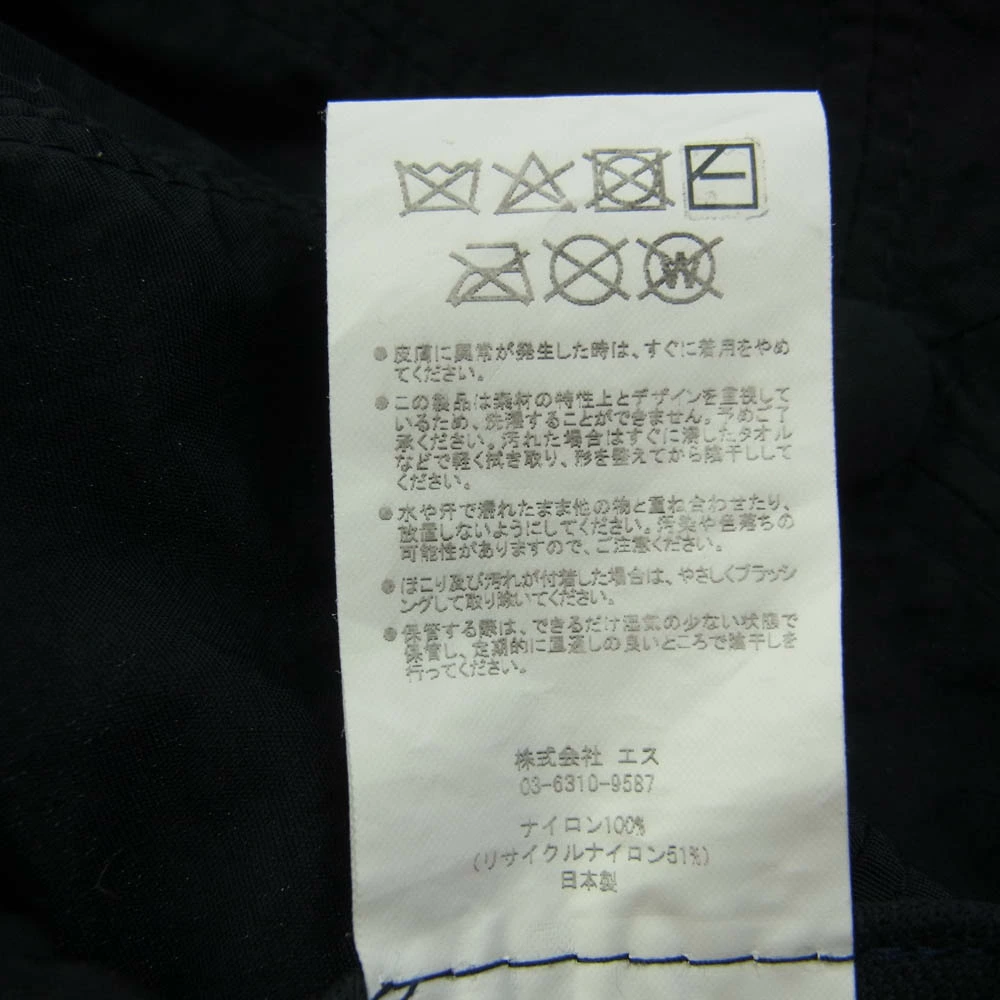 W
● 皮膚に異常が発生した時は、すぐに着用をやめ
てください。
● この製品は素材の特性上とデザインを重視して
いるため、洗濯することができません。予めご了
承ください。汚れた場合はすぐに濡したタオル
などで軽く拭き取り、形を整えてから陰干しして
ください。
● 水や汗で濡れたまま他の物と重ね合わせたり、
放置しないようにしてください。汚染や色落ちの
可能性がありますので、ご注意ください。
● ほこり及び汚れが付着した場合は、やさしくブラッシ
ングして取り除いてください。
● 保管する際は、できるだけ湿気の少ない状態で
保管し、定期的に風通しの良いところで陰干しを
行ってください。
株式会社 エス
03-6310-9587
ナイロン100%
(リサイクルナイロン51%)
日本製